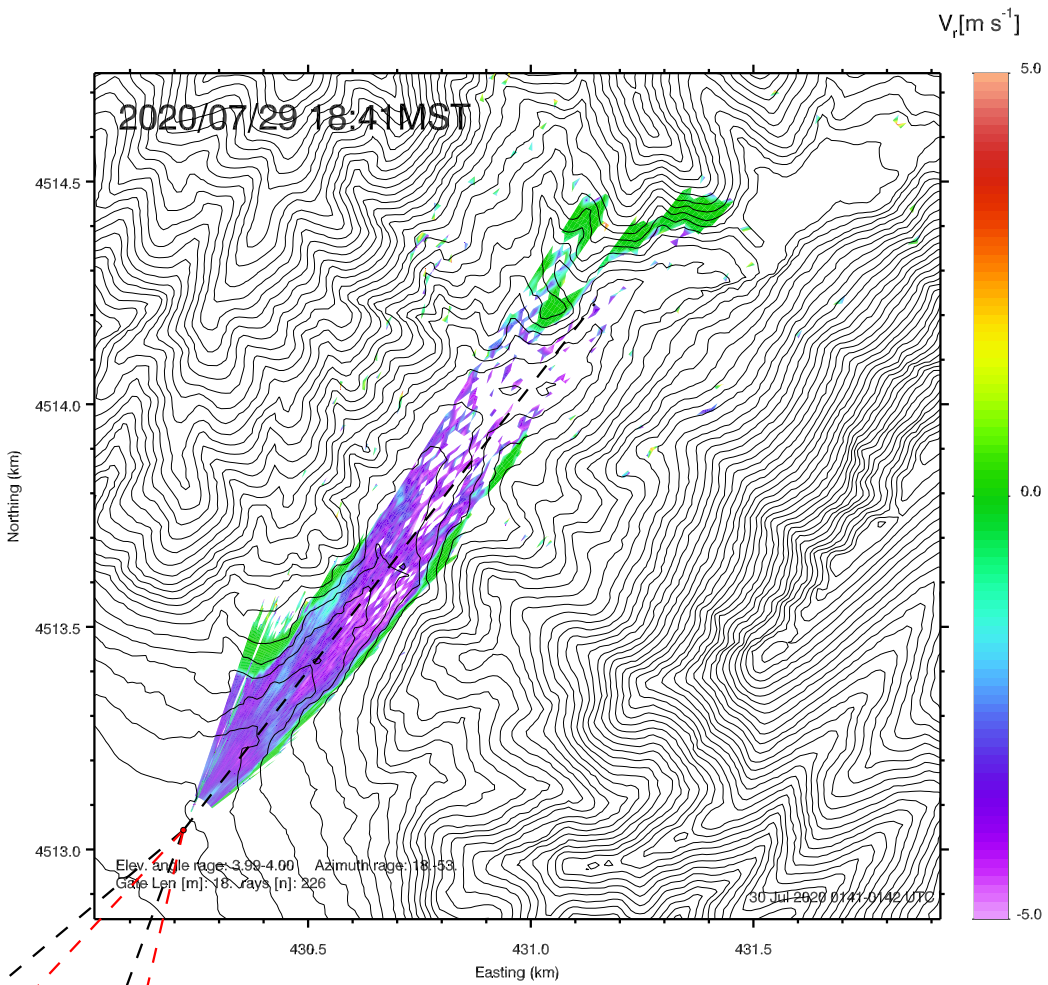 Vr[m s-1]
5.0
2020/07/29 18:41MST
4514.5
4514.0
0.0
Northing (km)
4513.5
4513.0
Elev. angle rage: 3.99-4.00 Azimuth rage: 18.-53.
Gate Len [m]: 18. rays [n]: 226
30 Jul 2020 0141-0142 UTC
-5.0
430.5
431.0
431.5
Easting (km)